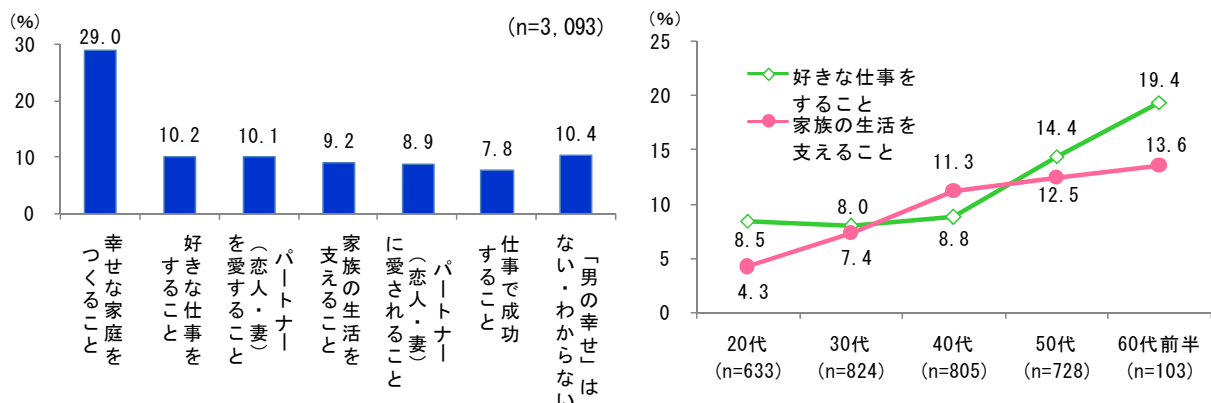 (%)
(n=3,093)
30
20
10
0
29.0
10.2
10.1
9.2
8.9
7.8
10.4
幸せな家庭を
つくること
好きな仕事を
すること
パートナー
(恋人・妻)
を愛すること
家族の生活を
支えること
パートナー
(恋人・妻)
に愛されること
仕事で成功
すること
「男の幸せ」は
ない・わからない
(%)
25
20
15
10
5
0
好きな仕事を
すること
家族の生活を
支えること
8.5
8.0
8.8
14.4
19.4
4.3
7.4
11.3
12.5
13.6
20代
(n=633)
30代
(n=824)
40代
(n=805)
50代
(n=728)
60代前半
(n=103)